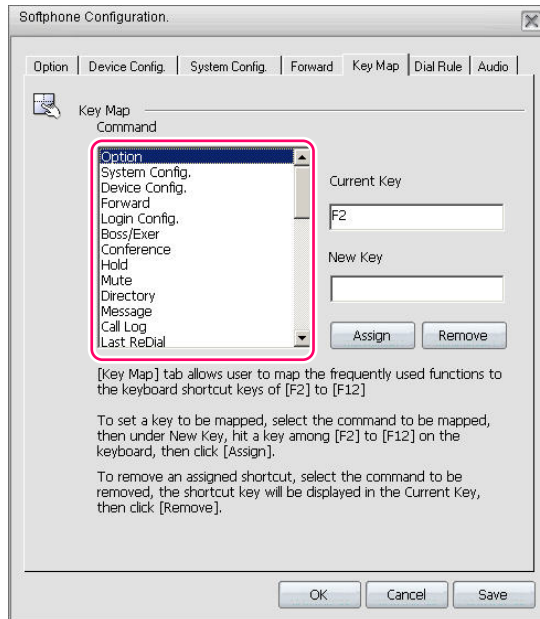 Softphone Configuration.
Option Device Config. System Config. Forward Key Map Dial Rule Audio
Key Map
Command
Option
System Config.
Device Config.
Forward
Login Config.
Boss/Exer
Conference
Hold
Mute
Directory
Message
Call Log
Last ReDial
Current Key
F2
New Key
Assign Remove
[Key Map] tab allows user to map the frequently used functions to
the keyboard shortcut keys of [F2] to [F12]
To set a key to be mapped, select the command to be mapped,
then under New Key, hit a key among [F2] to [F12] on the
keyboard, then click [Assign].
To remove an assigned shortcut, select the command to be
removed, the shortcut key will be displayed in the Current Key,
then click [Remove].
OK Cancel Save